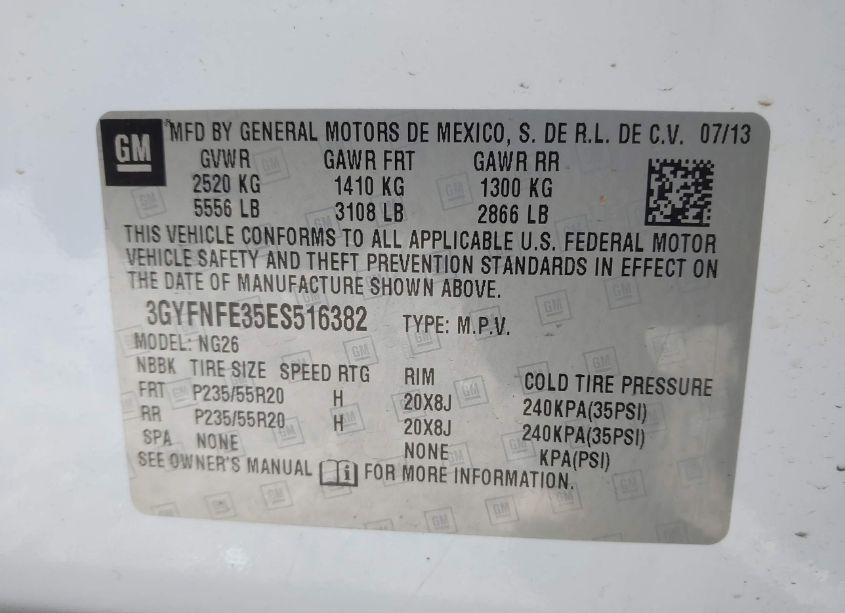 GM
MFD BY GENERAL MOTORS DE MEXICO, S. DE R.L. DE C.V. 07/13
GVWR GAWR FRT GAWR RR
2520 KG 1410 KG 1300 KG
5556 LB 3108 LB 2866 LB
THIS VEHICLE CONFORMS TO ALL APPLICABLE U.S. FEDERAL MOTOR
VEHICLE SAFETY AND THEFT PREVENTION STANDARDS IN EFFECT ON
THE DATE OF MANUFACTURE SHOWN ABOVE.
3GYFNFE35ES516382 TYPE: M.P.V.
MODEL: NG26
NBBK TIRE SIZE SPEED RTG RIM COLD TIRE PRESSURE
FRT P235/55R20 H 20X8J 240KPA(35PSI)
RR P235/55R20 H 20X8J 240KPA(35PSI)
SPA NONE NONE KPA(PSI)
SEE OWNER'S MANUAL FOR MORE INFORMATION.